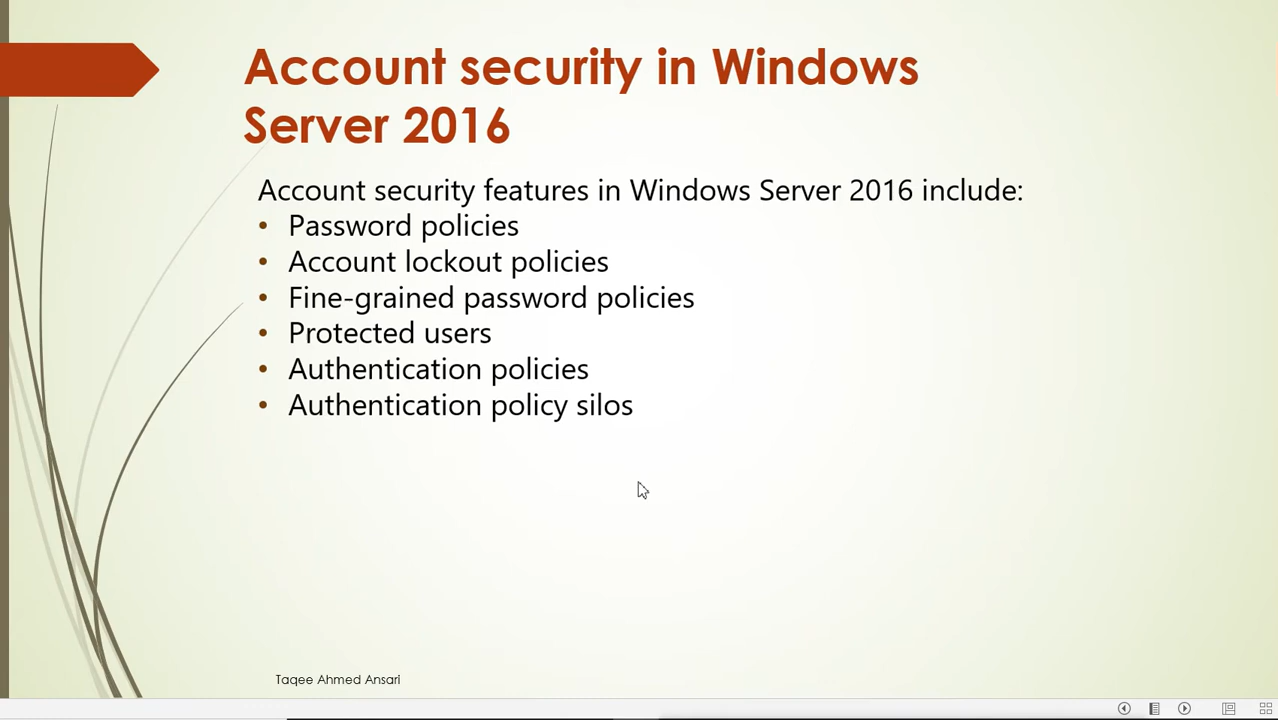 Account security in Windows
Server 2016
Account security features in Windows Server 2016 include:
• Password policies
• Account lockout policies
• Fine-grained password policies
• Protected users
• Authentication policies
• Authentication policy silos
Taqee Ahmed Ansari